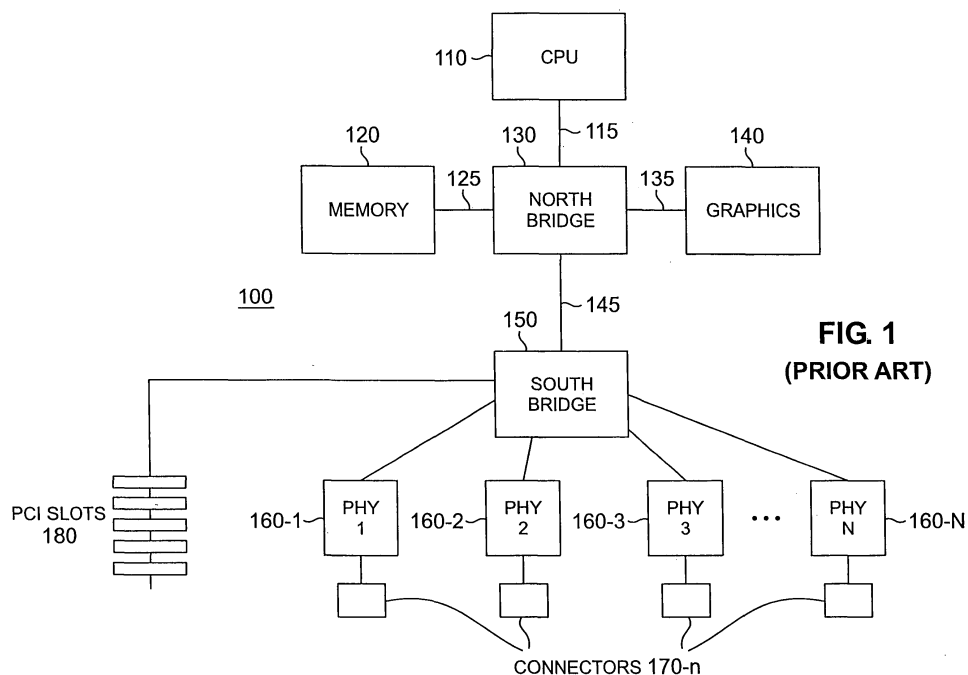 CPU
110
115
120
130
140
MEMORY
125
NORTH
BRIDGE
135
GRAPHICS
100
145
150
FIG. 1
(PRIOR ART)
SOUTH
BRIDGE
PCI SLOTS
180
160-1
PHY
1
160-2
PHY
2
160-3
PHY
3
•••
PHY
N
160-N
CONNECTORS 170-n